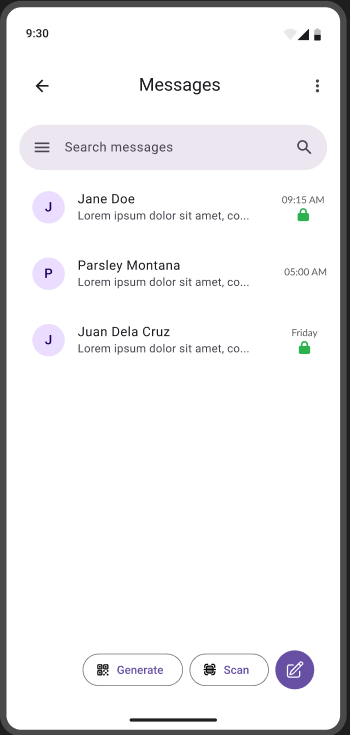 9:30
Messages
Search messages
J
Jane Doe
Lorem ipsum dolor sit amet, co...
09:15 AM
P
Parsley Montana
Lorem ipsum dolor sit amet, co...
05:00 AM
J
Juan Dela Cruz
Lorem ipsum dolor sit amet, co...
Friday
Generate
Scan